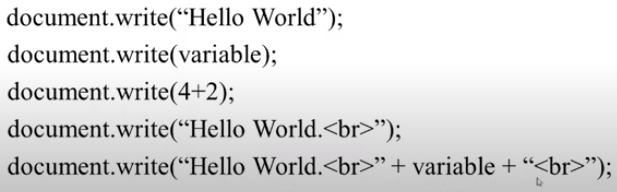 document.write(“Hello World”);
document.write(variable);
document.write(4+2);
document.write(“Hello World.<br>”);
document.write(“Hello World.<br>” + variable + “<br>”);